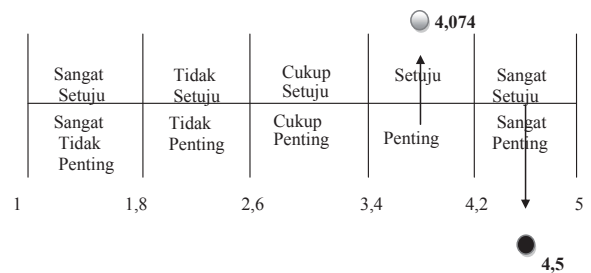 4,074
Sangat Setuju
Tidak Setuju
Cukup Setuju
Setuju
Sangat Setuju
Sangat Tidak Penting
Tidak Penting
Cukup Penting
Penting
Sangat Penting
1 1,8 2,6 3,4 4,2 5
4,5